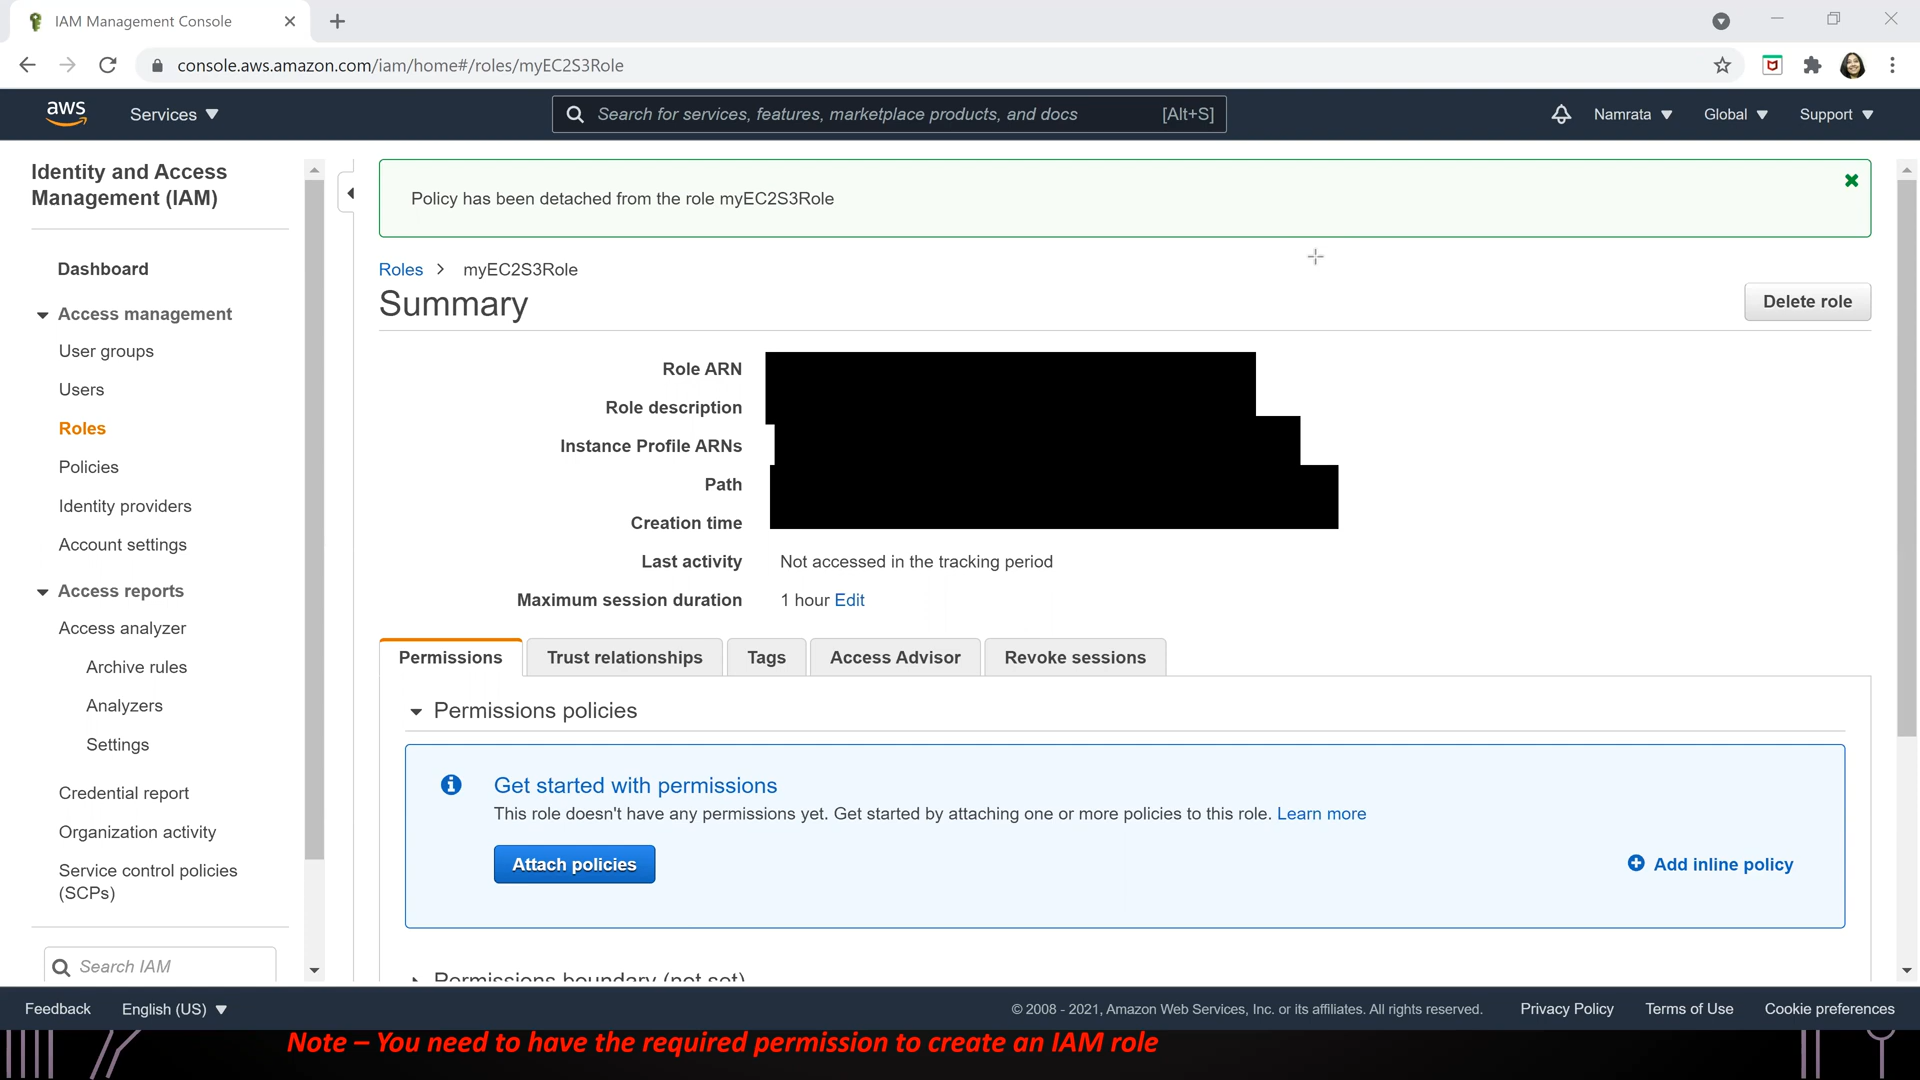 IAM Management Console
console.aws.amazon.com/iam/home#/roles/myEC2S3Role
aws
Services
Search for services, features, marketplace products, and docs
[Alt+S]
Namrata
Global
Support
Identity and Access
Management (IAM)
Dashboard
Access management
User groups
Users
Roles
Policies
Identity providers
Account settings
Access reports
Access analyzer
Archive rules
Analyzers
Settings
Credential report
Organization activity
Service control policies
(SCPs)
Search IAM
Policy has been detached from the role myEC2S3Role
Roles > myEC2S3Role
Summary
Delete role
Role ARN
Role description
Instance Profile ARNs
Path
Creation time
Last activity Not accessed in the tracking period
Maximum session duration 1 hour Edit
Permissions
Trust relationships
Tags
Access Advisor
Revoke sessions
Permissions policies
Get started with permissions
This role doesn't have any permissions yet. Get started by attaching one or more policies to this role. Learn more
Attach policies
Add inline policy
Permissions boundary (not set)
Feedback
English (US)
© 2008 - 2021, Amazon Web Services, Inc. or its affiliates. All rights reserved.
Privacy Policy
Terms of Use
Cookie preferences
Note – You need to have the required permission to create an IAM role